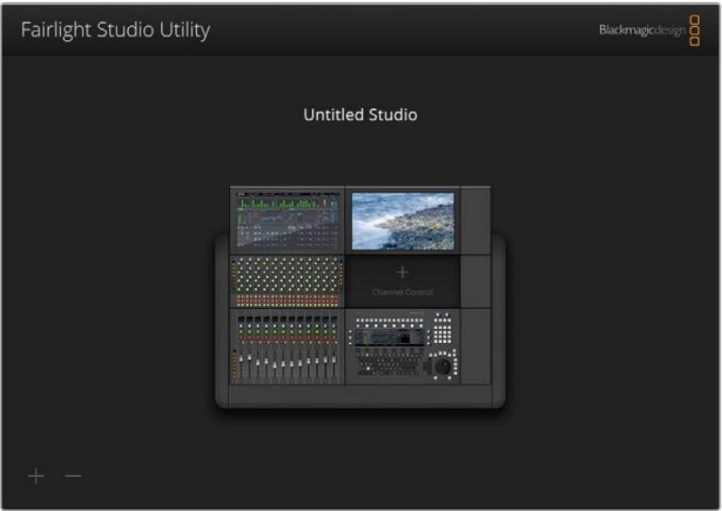 Fairlight Studio Utility
Blackmagicdesign
Untitled Studio
+
Channel Control
+ −